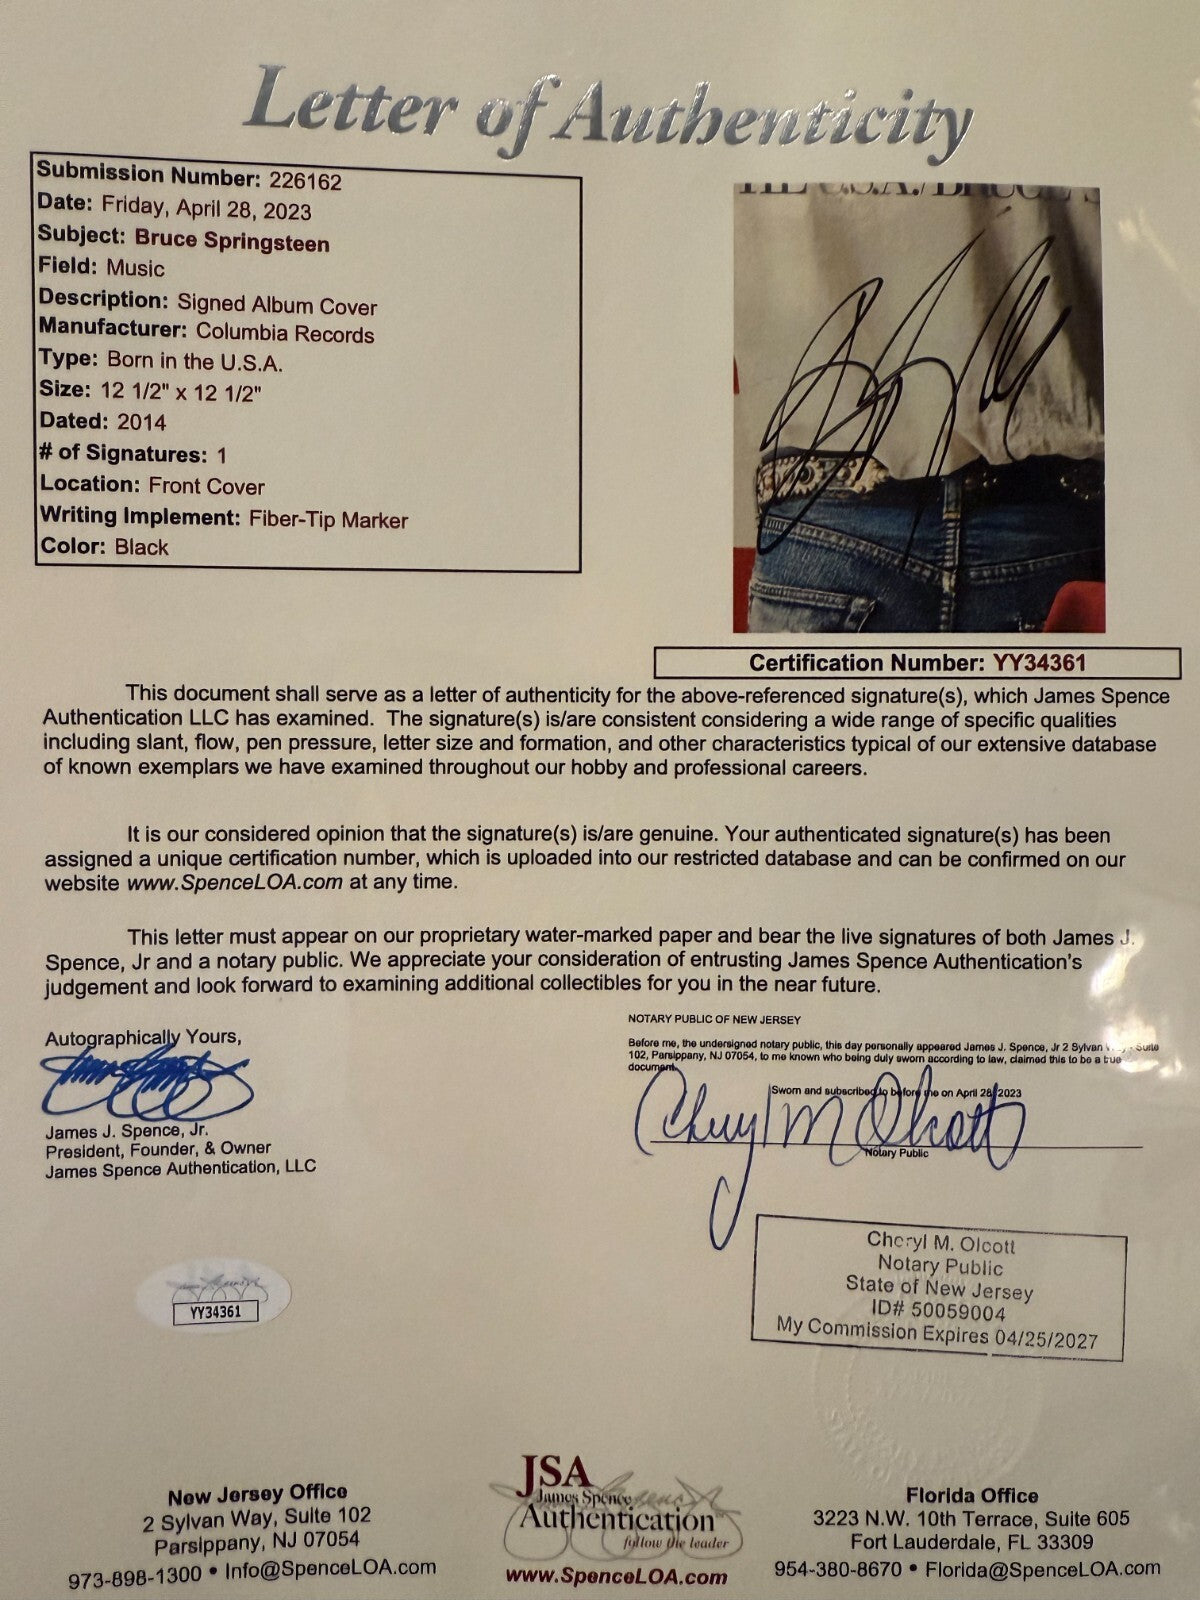 Letter of Authenticity
Submission Number: 226162
Date: Friday, April 28, 2023
Subject: Bruce Springsteen
Field: Music
Description: Signed Album Cover
Manufacturer: Columbia Records
Type: Born in the U.S.A.
Size: 12 1/2" x 12 1/2"
Dated: 2014
# of Signatures: 1
Location: Front Cover
Writing Implement: Fiber-Tip Marker
Color: Black
Certification Number: YY34361
This document shall serve as a letter of authenticity for the above-referenced signature(s), which James Spence
Authentication LLC has examined. The signature(s) is/are consistent considering a wide range of specific qualities
including slant, flow, pen pressure, letter size and formation, and other characteristics typical of our extensive database
of known exemplars we have examined throughout our hobby and professional careers.
It is our considered opinion that the signature(s) is/are genuine. Your authenticated signature(s) has been
assigned a unique certification number, which is uploaded into our restricted database and can be confirmed on our
website www.SpenceLOA.com at any time.
This letter must appear on our proprietary water-marked paper and bear the live signatures of both James J.
Spence, Jr and a notary public. We appreciate your consideration of entrusting James Spence Authentication's
judgement and look forward to examining additional collectibles for you in the near future.
Autographically Yours,
James J. Spence, Jr.
President, Founder, & Owner
James Spence Authentication, LLC
NOTARY PUBLIC OF NEW JERSEY
Before me, the undersigned notary public, this day personally appeared James J. Spence, Jr 2 Sylvan Suite
102, Parsippany, NJ 07054, to me known who being duly sworn according to law, claimed this to be a true
document.
Sworn and subscribed to before me on April 28, 2023
Cheryl M Olcott
Notary Public
Cheryl M. Olcott
Notary Public
State of New Jersey
ID# 50059004
My Commission Expires 04/25/2027
YY34361
New Jersey Office
2 Sylvan Way, Suite 102
Parsippany, NJ 07054
973-898-1300 • Info@SpenceLOA.com
JSA
James Spence
Authentication
follow the leader
www.SpenceLOA.com
Florida Office
3223 N.W. 10th Terrace, Suite 605
Fort Lauderdale, FL 33309
954-380-8670 • Florida@SpenceLOA.com